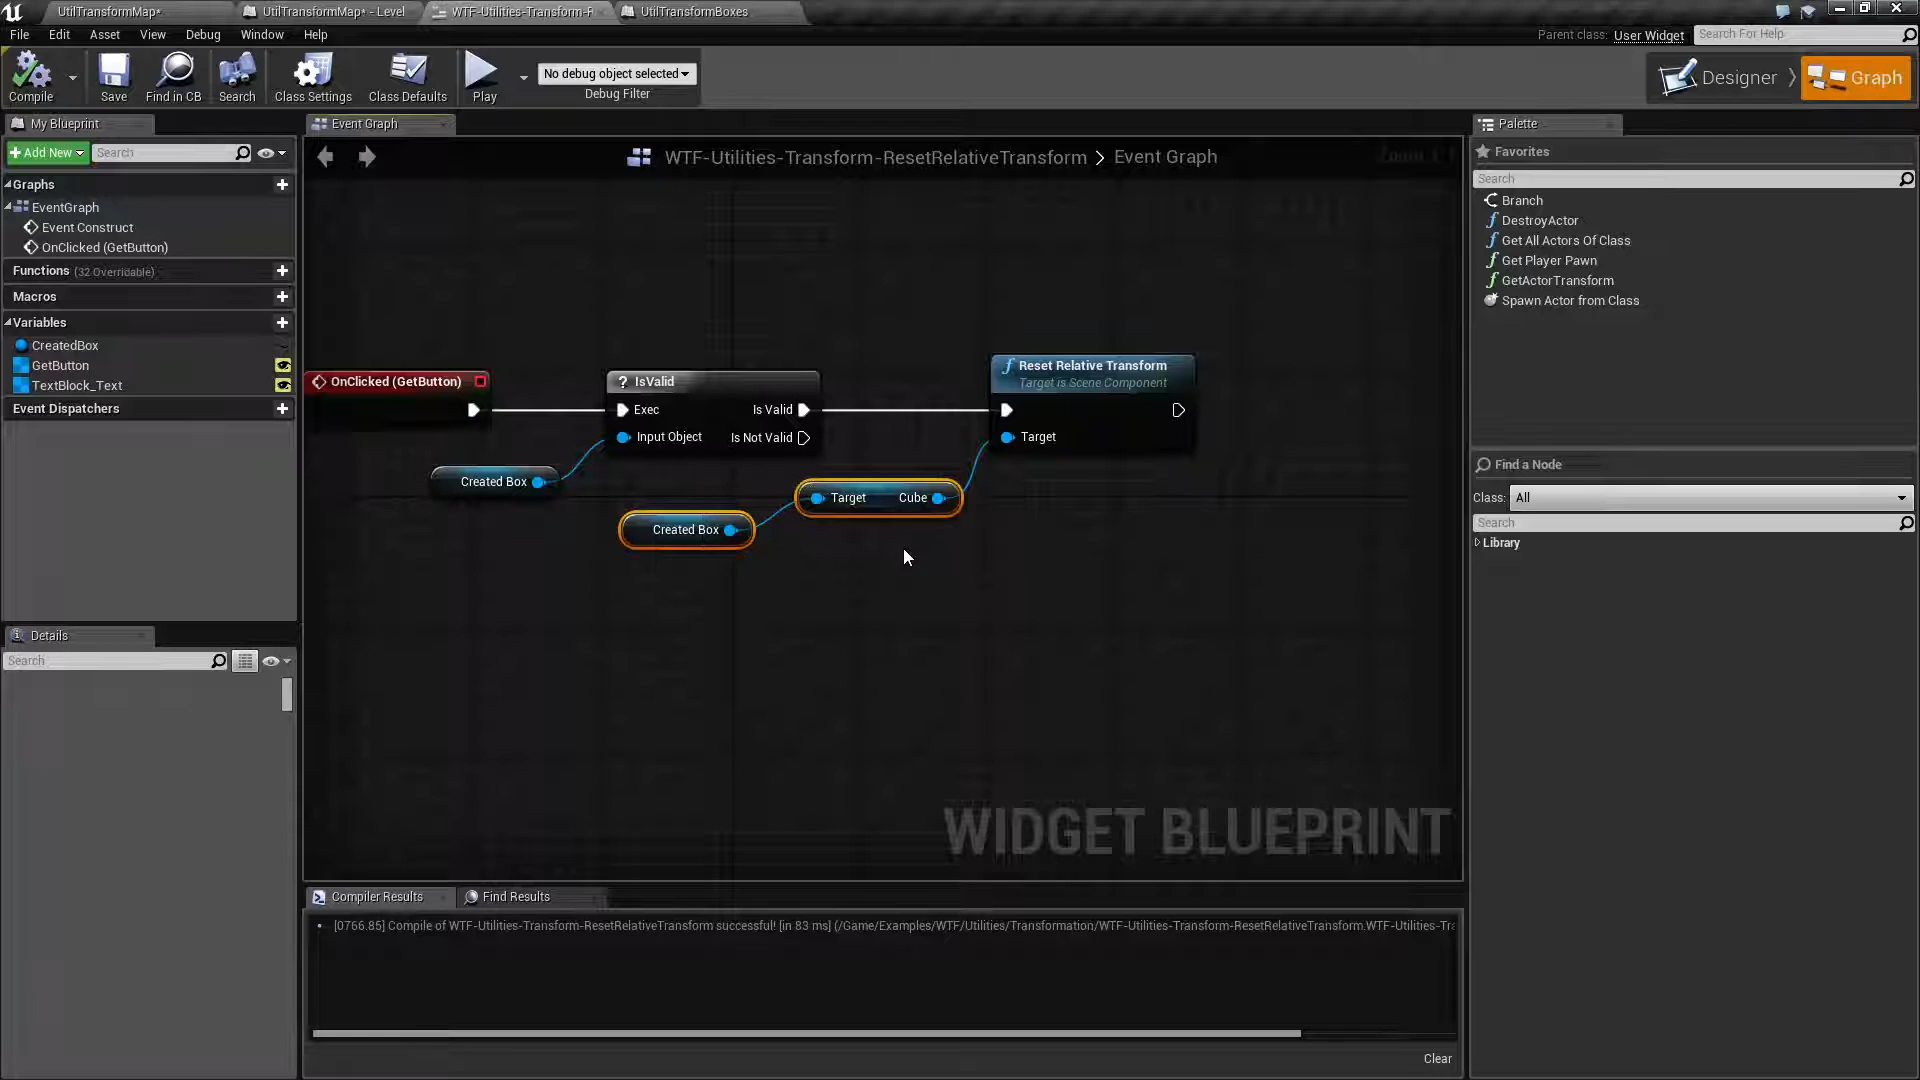 UtilTransformMap*
UtilTransformMap* - Level
WTF-Utilities-Transform-R
UtilTransformBoxes
File Edit Asset View Debug Window Help
Parent class: User Widget
Search For Help
Compile
Save
Find in CB
Search
Class Settings
Class Defaults
Play
No debug object selected
Debug Filter
Designer
Graph
My Blueprint
Add New
Search
Graphs
EventGraph
Event Construct
OnClicked (GetButton)
Functions (32 Overridable)
Macros
Variables
CreatedBox
GetButton
TextBlock_Text
Event Dispatchers
Details
Search
Event Graph
WTF-Utilities-Transform-ResetRelativeTransform > Event Graph
OnClicked (GetButton)
? IsValid
Exec
Is Valid
Input Object
Is Not Valid
Created Box
Created Box
Target
Cube
f Reset Relative Transform
Target is Scene Component
Target
WIDGET BLUEPRINT
Compiler Results
Find Results
[0766.85] Compile of WTF-Utilities-Transform-ResetRelativeTransform successful! [in 83 ms] (/Game/Examples/WTF/Utilities/Transformation/WTF-Utilities-Transform-ResetRelativeTransform.WTF-Utilities-Tr
Clear
Palette
Favorites
Search
Branch
f DestroyActor
f Get All Actors Of Class
f Get Player Pawn
f GetActorTransform
Spawn Actor from Class
Find a Node
Class: All
Search
Library